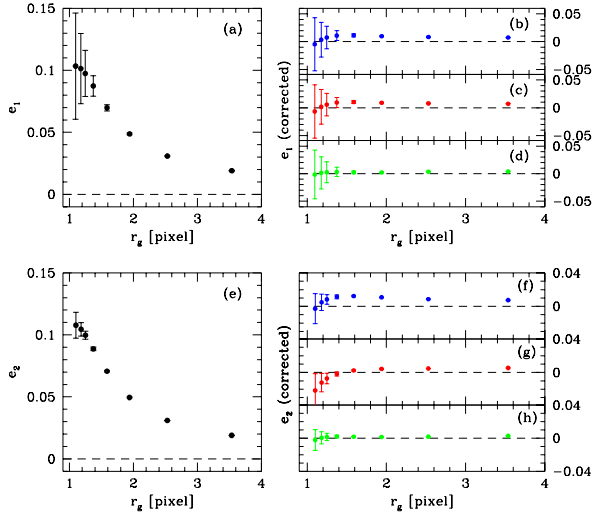 0.15
0.1
0.05
0
e1
(a)
1 2 3 4
rg [pixel]
(b)
0.05
0
−0.05
(c)
0
−0.05
(d)
0.05
0
−0.05
e1 (corrected)
1 2 3 4
rg [pixel]
0.15
0.1
0.05
0
e2
(e)
1 2 3 4
rg [pixel]
(f)
0.04
0
(g)
0.04
0
(h)
0.04
0
−0.04
e2 (corrected)
1 2 3 4
rg [pixel]